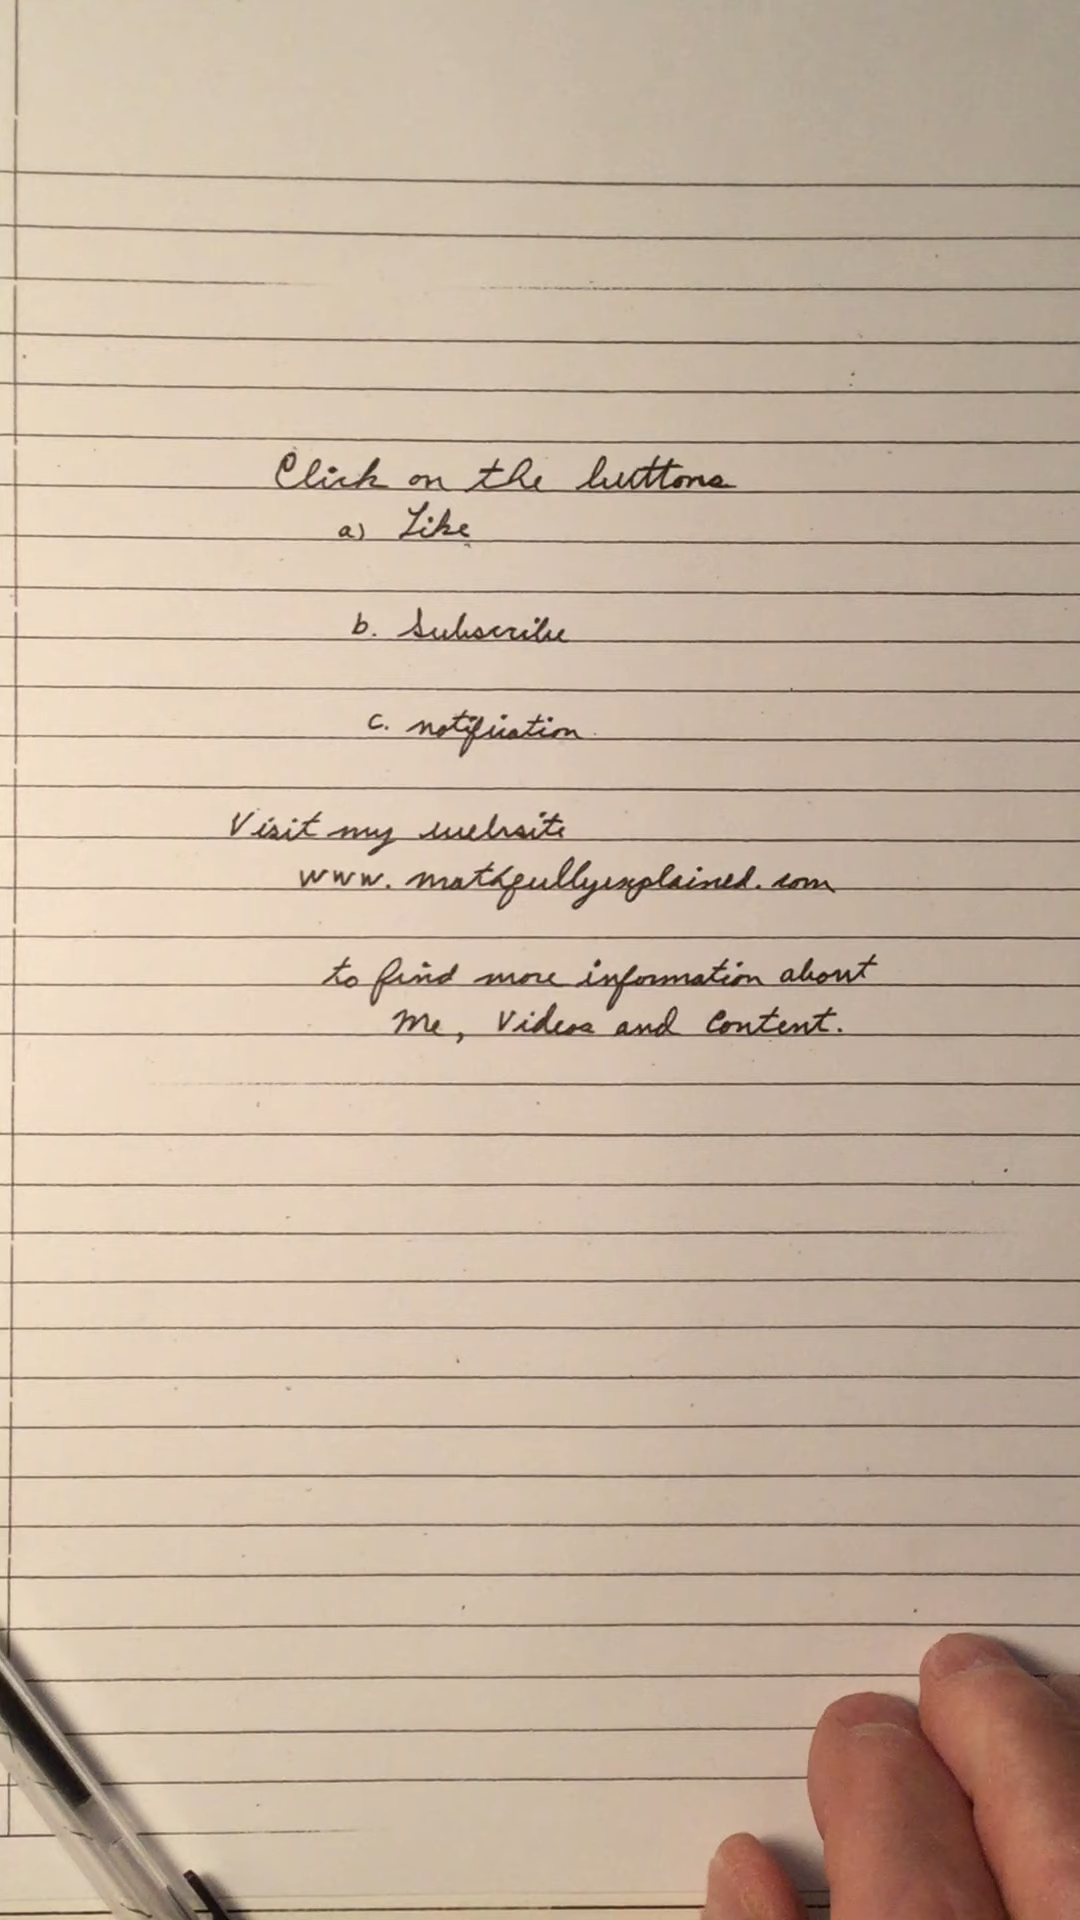 Click on the buttons
a) Like
b. Subscribe
c. notification
Visit my website
www.mathfullyexplained.com
to find more information about
Me, Videos and Content.